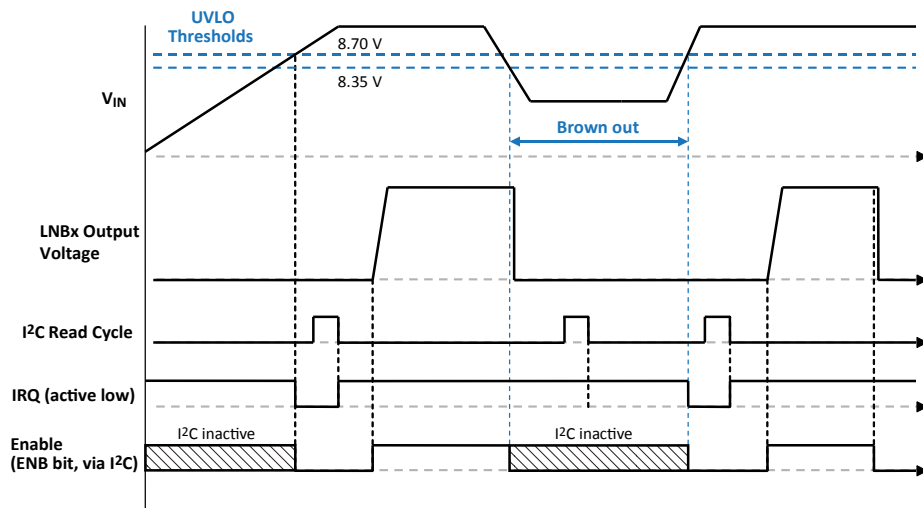 UVLO
Thresholds
8.70 V
8.35 V
VIN
Brown out
LNBx Output
Voltage
I²C Read Cycle
IRQ (active low)
I²C inactive
I²C inactive
Enable
(ENB bit, via I²C)